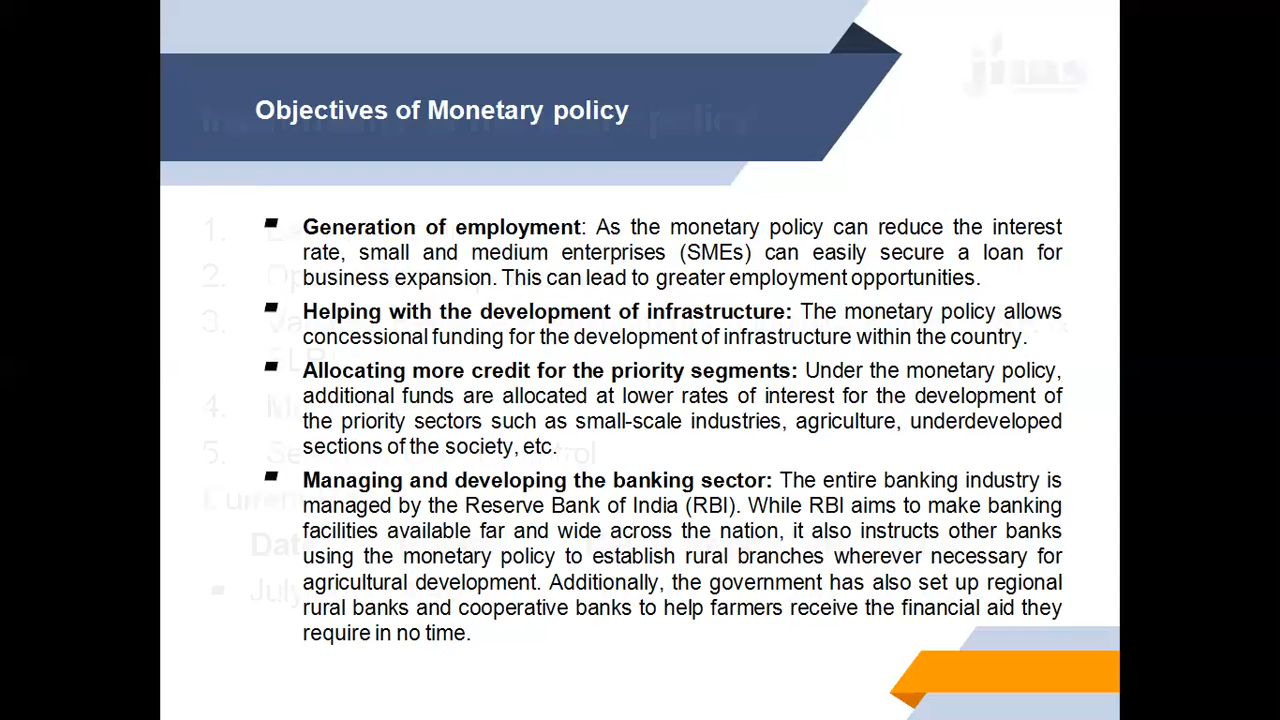 jims
Objectives of Monetary policy
Generation of employment: As the monetary policy can reduce the interest
rate, small and medium enterprises (SMEs) can easily secure a loan for
business expansion. This can lead to greater employment opportunities.
Helping with the development of infrastructure: The monetary policy allows
concessional funding for the development of infrastructure within the country.
Allocating more credit for the priority segments: Under the monetary policy,
additional funds are allocated at lower rates of interest for the development of
the priority sectors such as small-scale industries, agriculture, underdeveloped
sections of the society, etc.
Managing and developing the banking sector: The entire banking industry is
managed by the Reserve Bank of India (RBI). While RBI aims to make banking
facilities available far and wide across the nation, it also instructs other banks
using the monetary policy to establish rural branches wherever necessary for
agricultural development. Additionally, the government has also set up regional
rural banks and cooperative banks to help farmers receive the financial aid they
require in no time.